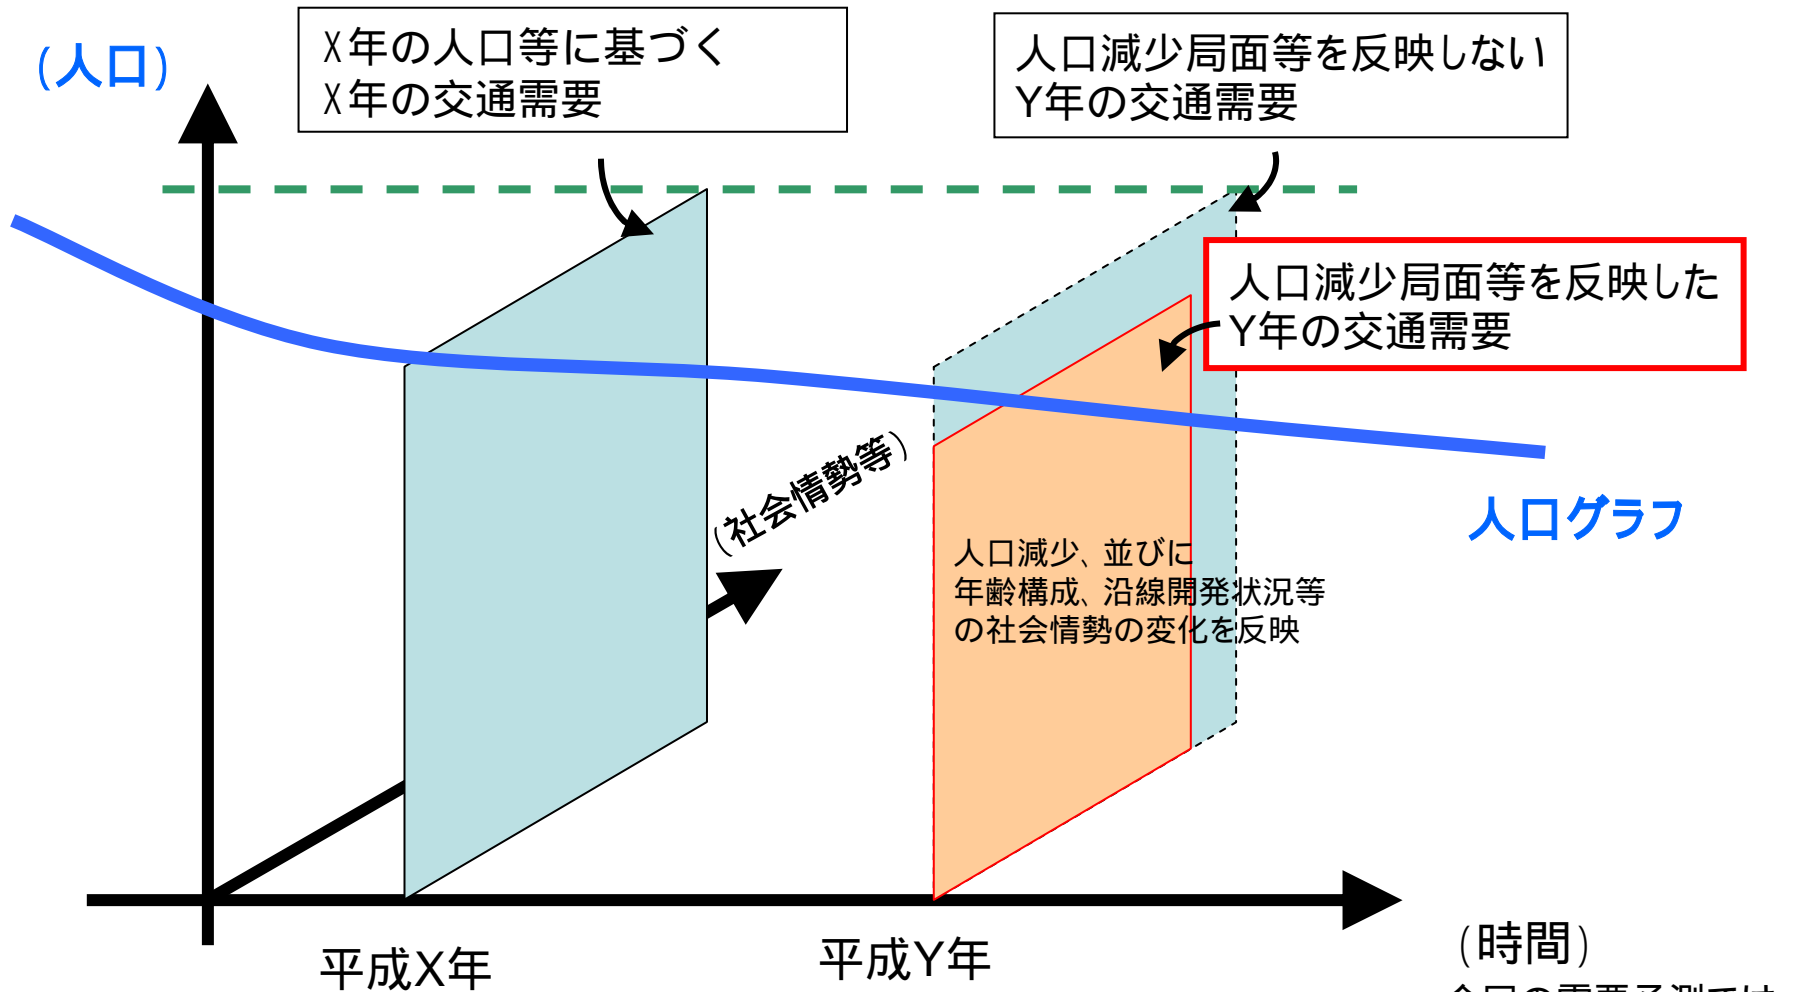 (人口)
X年の人口等に基づく
X年の交通需要
人口減少局面等を反映しない
Y年の交通需要
人口減少局面等を反映した
Y年の交通需要
(社会情勢等)
人口グラフ
人口減少、並びに
年齢構成、沿線開発状況等
の社会情勢の変化を反映
平成X年
平成Y年
(時間)